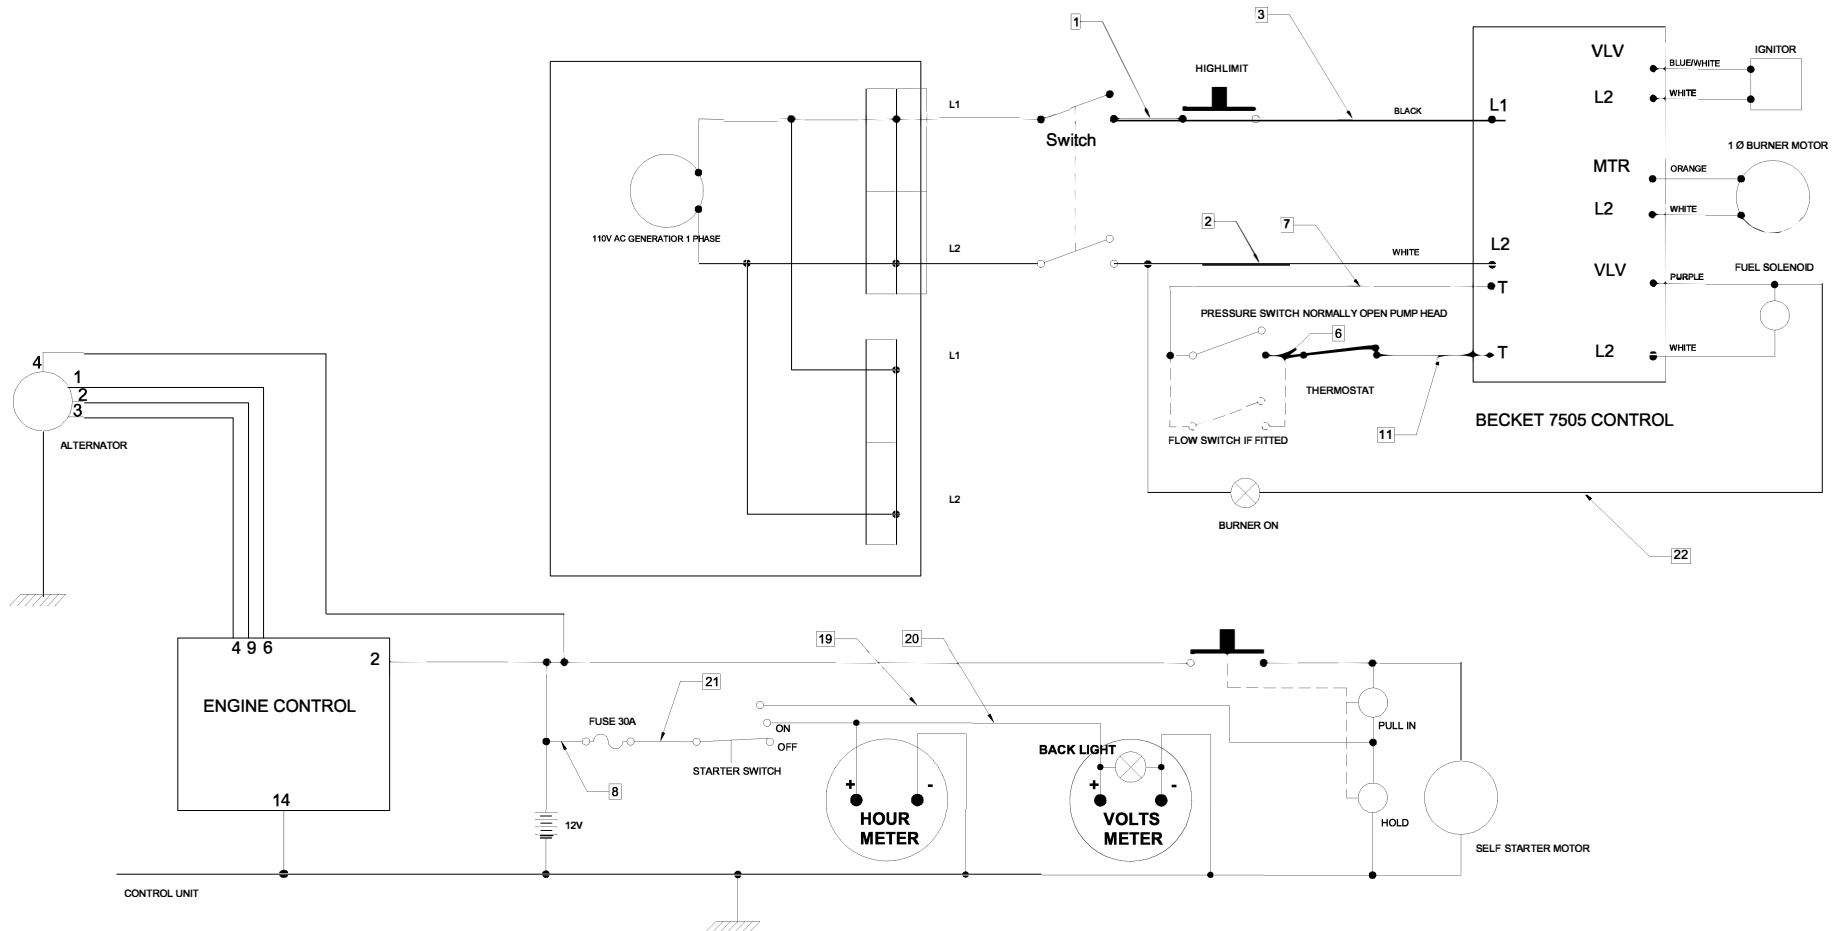 1
3
VLV
IGNITOR
BLUE/WHITE
HIGHLIMIT
L1
L1
BLACK
L2
WHITE
Switch
1 Ø BURNER MOTOR
MTR
ORANGE
L2
WHITE
2
7
110V AC GENERATIOR 1 PHASE
L2
WHITE
L2
VLV
FUEL SOLENOID
PURPLE
T
PRESSURE SWITCH NORMALLY OPEN PUMP HEAD
6
L1
T
L2
WHITE
4
1
2
3
ALTERNATOR
THERMOSTAT
BECKET 7505 CONTROL
FLOW SWITCH IF FITTED
11
L2
BURNER ON
22
4 9 6
2
19
20
ENGINE CONTROL
21
FUSE 30A
ON
OFF
PULL IN
BACK LIGHT
STARTER SWITCH
8
+
-
+
-
14
12V
HOUR
METER
VOLTS
METER
HOLD
SELF STARTER MOTOR
CONTROL UNIT